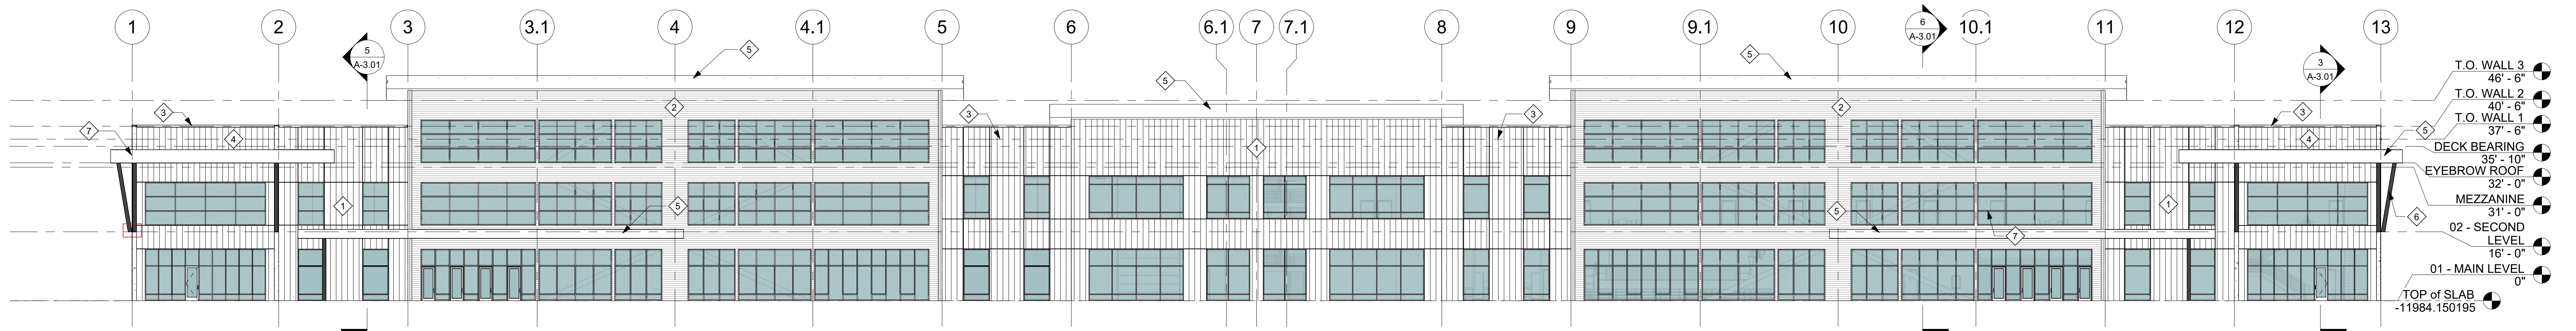 1 2 3 3.1 4 4.1 5 6 6.1 7 7.1 8 9 9.1 10 10.1 11 12 13
5
A-3.01
6
A-3.01
3
A-3.01
5
5
5
3
7
4
2
3
1
3
2
3
4
5
1
5
5
7
1
6
T.O. WALL 3
46' - 6"
T.O. WALL 2
40' - 6"
T.O. WALL 1
37' - 6"
DECK BEARING
35' - 10"
EYEBROW ROOF
32' - 0"
MEZZANINE
31' - 0"
02 - SECOND
LEVEL
16' - 0"
01 - MAIN LEVEL
0"
TOP of SLAB
-11984.150195